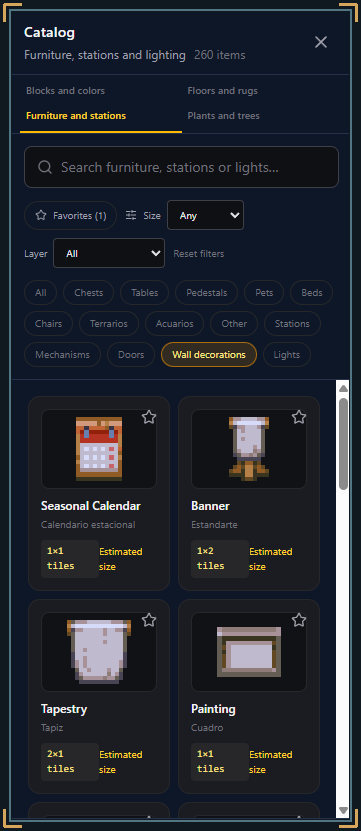 Catalog
Furniture, stations and lighting 260 items
Blocks and colors Floors and rugs
Furniture and stations Plants and trees
Search furniture, stations or lights...
Favorites (1) Size Any
Layer All Reset filters
All Chests Tables Pedestals Pets Beds
Chairs Terrarios Acuarios Other Stations
Mechanisms Doors Wall decorations Lights
Seasonal Calendar
Calendario estacional
1×1 tiles
Estimated size
Banner
Estandarte
1×2 tiles
Estimated size
Tapestry
Tapiz
2×1 tiles
Estimated size
Painting
Cuadro
1×1 tiles
Estimated size